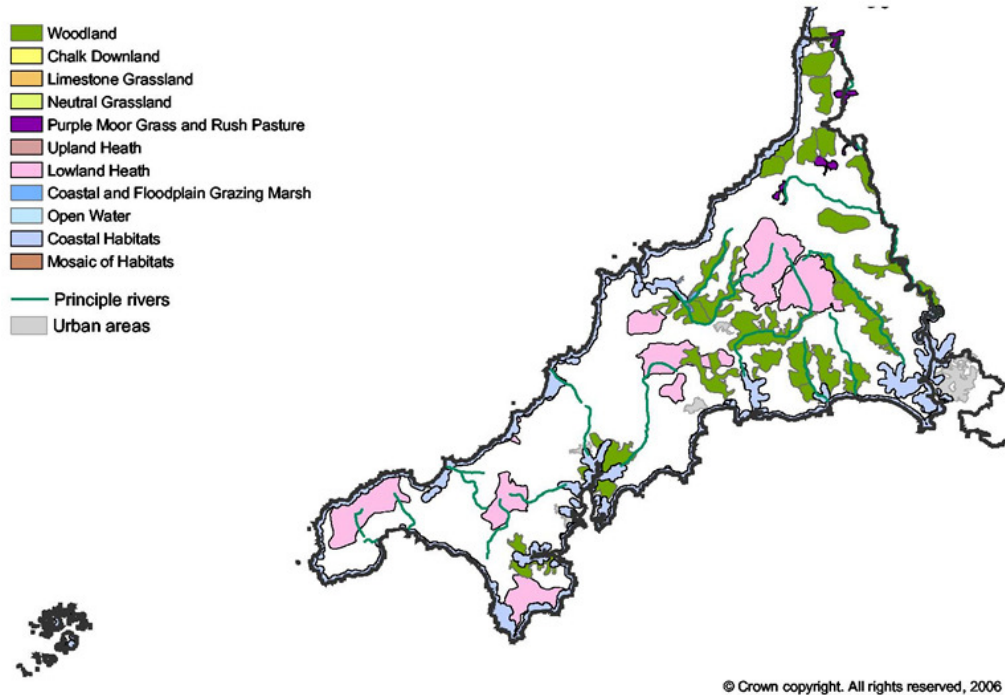 Woodland
Chalk Downland
Limestone Grassland
Neutral Grassland
Purple Moor Grass and Rush Pasture
Upland Heath
Lowland Heath
Coastal and Floodplain Grazing Marsh
Open Water
Coastal Habitats
Mosaic of Habitats
Principle rivers
Urban areas
© Crown copyright. All rights reserved, 2006